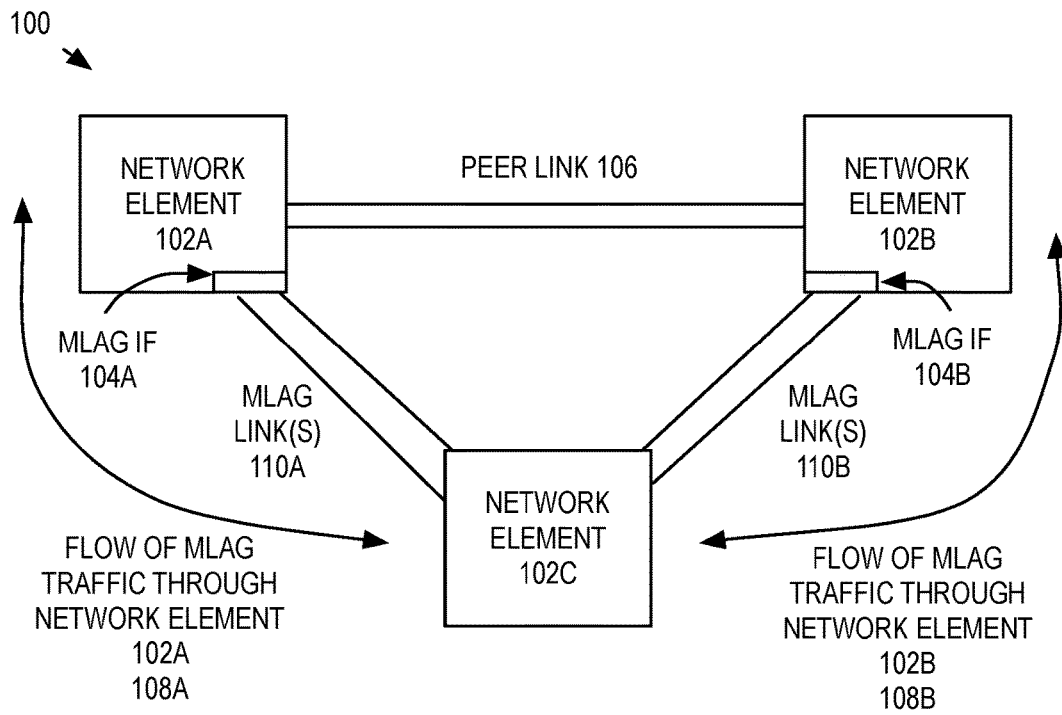 100
NETWORK
ELEMENT
102A
PEER LINK 106
NETWORK
ELEMENT
102B
MLAG IF
104A
MLAG IF
104B
MLAG
LINK(S)
110A
MLAG
LINK(S)
110B
NETWORK
ELEMENT
102C
FLOW OF MLAG
TRAFFIC THROUGH
NETWORK ELEMENT
102A
108A
FLOW OF MLAG
TRAFFIC THROUGH
NETWORK ELEMENT
102B
108B